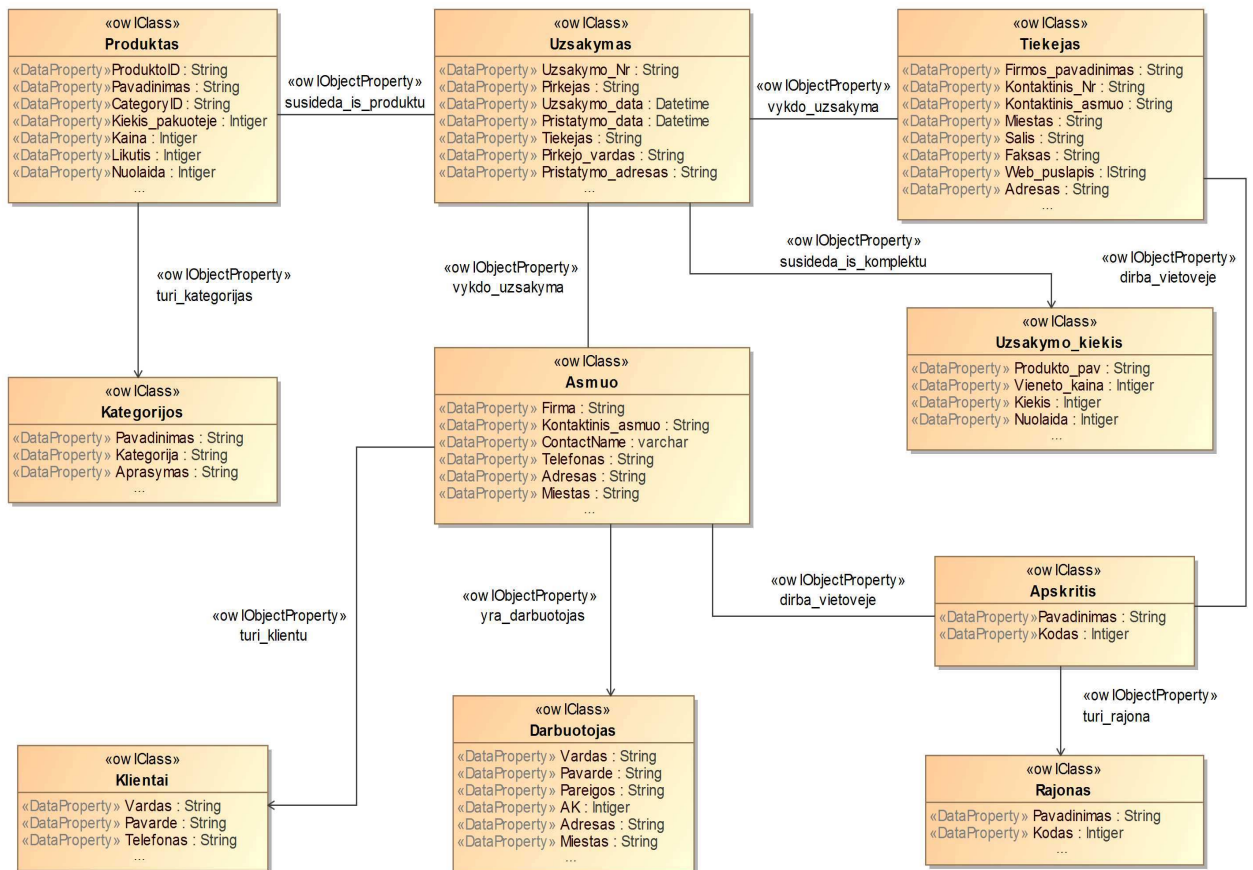 «owlClass»
Produktas
«DataProperty»ProduktoID : String
«DataProperty»Pavadinimas : String
«DataProperty»CategoryID : String
«DataProperty»Kiekis_pakuoteje : Intiger
«DataProperty»Kaina : Intiger
«DataProperty»Likutis : Intiger
«DataProperty»Nuolaida : Intiger
...
«owlObjectProperty»
susideda_is_produktu
«owlClass»
Uzsakymas
«DataProperty» Uzsakymo_Nr : String
«DataProperty» Pirkejas : String
«DataProperty» Uzsakymo_data : Datetime
«DataProperty» Pristatymo_data : Datetime
«DataProperty» Tiekejas : String
«DataProperty» Pirkejo_vardas : String
«DataProperty» Pristatymo_adresas : String
...
«owlObjectProperty»
vykdo_uzsakyma
«owlClass»
Tiekejas
«DataProperty» Firmos_pavadinimas : String
«DataProperty» Kontaktinis_Nr : String
«DataProperty» Kontaktinis_asmuo : String
«DataProperty» Miestas : String
«DataProperty» Salis : String
«DataProperty» Faksas : String
«DataProperty» Web_puslapis : IString
«DataProperty» Adresas : String
...
«owlObjectProperty»
turi_kategorijas
«owlObjectProperty»
vykdo_uzsakyma
«owlObjectProperty»
susideda_is_komplektu
«owlObjectProperty»
dirba_vietoveje
«owlClass»
Uzsakymo_kiekis
«DataProperty» Produkto_pav : String
«DataProperty» Vieneto_kaina : Intiger
«DataProperty» Kiekis : Intiger
«DataProperty» Nuolaida : Intiger
...
«owlClass»
Kategorijos
«DataProperty» Pavadinimas : String
«DataProperty» Kategorija : String
«DataProperty» Aprasymas : String
...
«owlClass»
Asmuo
«DataProperty» Firma : String
«DataProperty» Kontaktinis_asmuo : String
«DataProperty» ContactName : varchar
«DataProperty» Telefonas : String
«DataProperty» Adresas : String
«DataProperty» Miestas : String
...
«owlObjectProperty»
turi_klientu
«owlObjectProperty»
yra_darbuotojas
«owlObjectProperty»
dirba_vietoveje
«owlClass»
Apskritis
«DataProperty»Pavadinimas : String
«DataProperty»Kodas : Intiger
«owlObjectProperty»
turi_rajona
«owlClass»
Klientai
«DataProperty» Vardas : String
«DataProperty» Pavarde : String
«DataProperty» Telefonas : String
...
«owlClass»
Darbuotojas
«DataProperty» Vardas : String
«DataProperty» Pavarde : String
«DataProperty» Pareigos : String
«DataProperty» AK : Intiger
«DataProperty» Adresas : String
«DataProperty» Miestas : String
...
«owlClass»
Rajonas
«DataProperty» Pavadinimas : String
«DataProperty» Kodas : Intiger
...